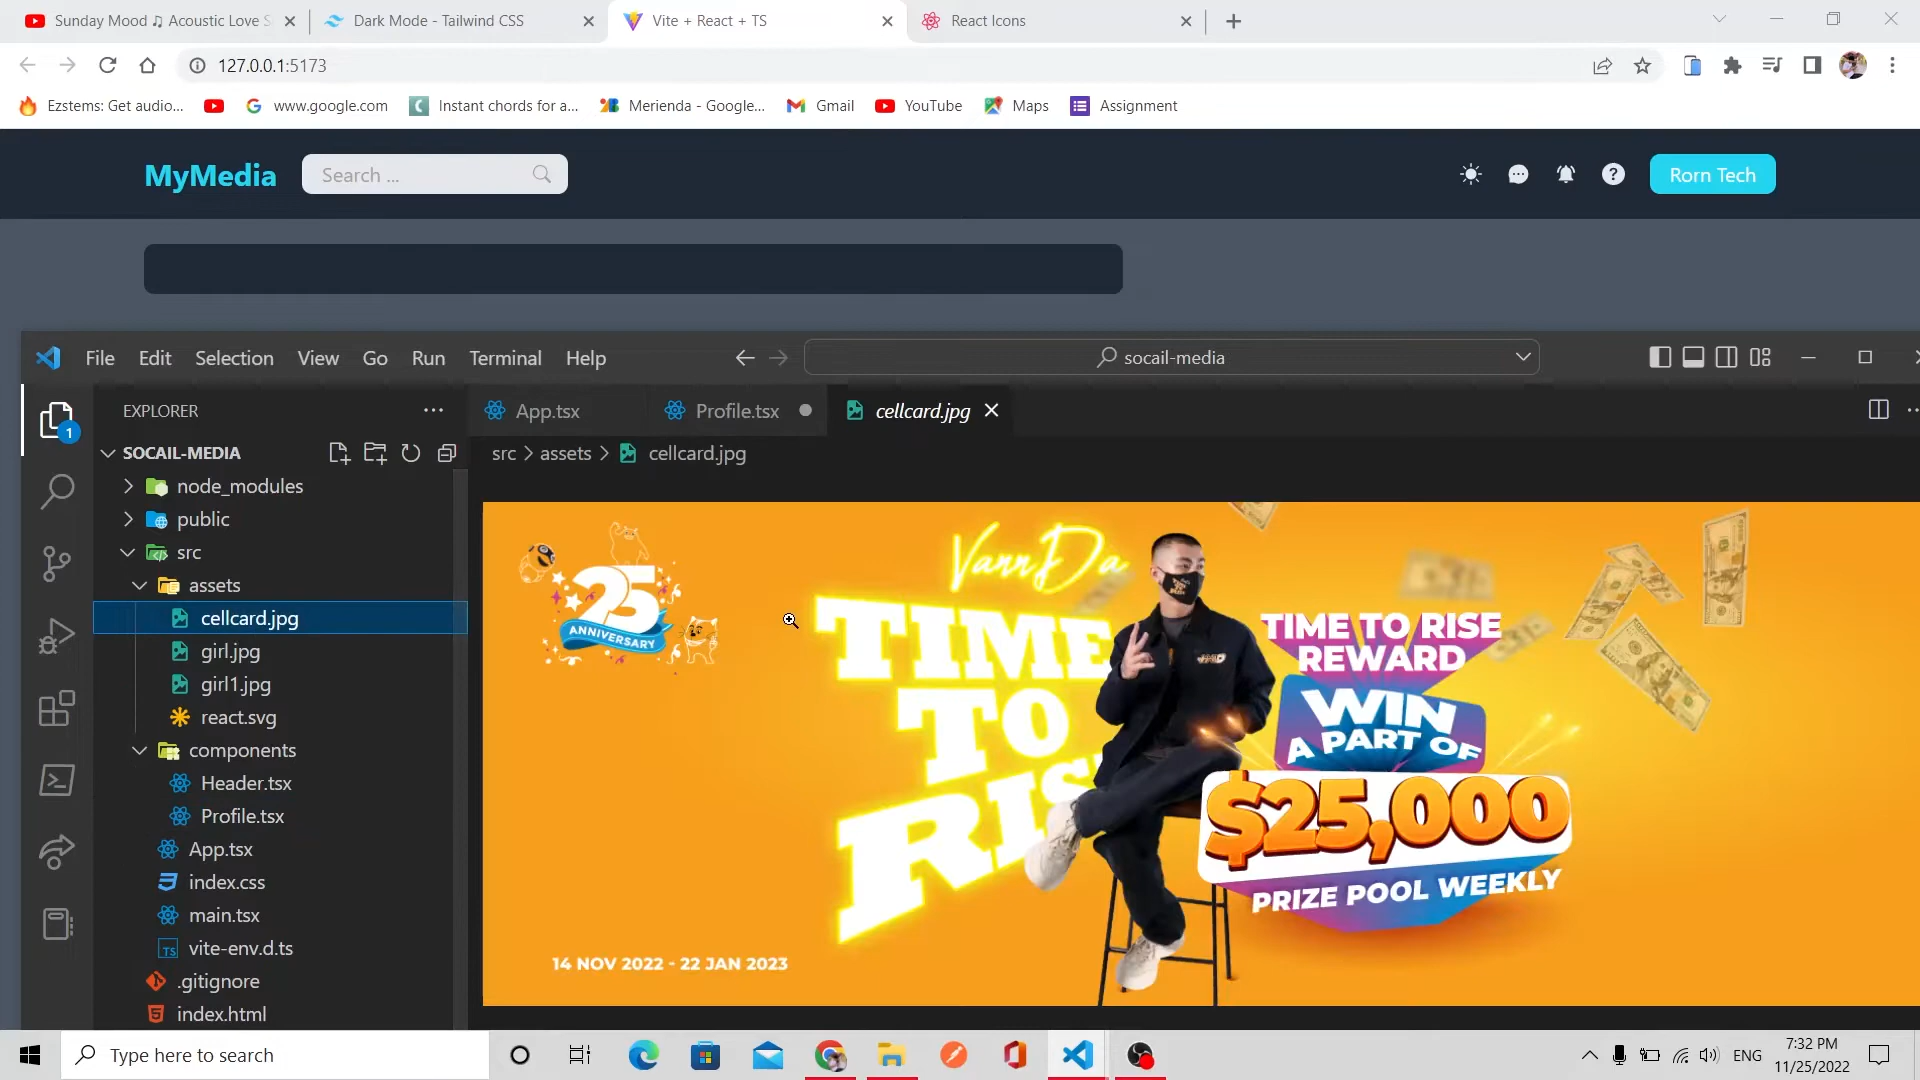 Sunday Mood ♫ Acoustic Love S
Dark Mode - Tailwind CSS
Vite + React + TS
React Icons
127.0.0.1:5173
Ezstems: Get audio...
www.google.com
Instant chords for a...
Merienda - Google...
Gmail
YouTube
Maps
Assignment
MyMedia
Search ...
Rorn Tech
File Edit Selection View Go Run Terminal Help
socail-media
EXPLORER
App.tsx
Profile.tsx
cellcard.jpg
SOCAIL-MEDIA
src > assets > cellcard.jpg
1
node_modules
public
src
assets
cellcard.jpg
girl.jpg
girl1.jpg
react.svg
components
Header.tsx
Profile.tsx
App.tsx
index.css
main.tsx
TS vite-env.d.ts
.gitignore
index.html
25
ANNIVERSARY
VannDa
TIME
TO
RIS
14 NOV 2022 - 22 JAN 2023
TIME TO RISE
REWARD
WIN
A PART OF
$25,000
PRIZE POOL WEEKLY
Type here to search
ENG
7:32 PM
11/25/2022